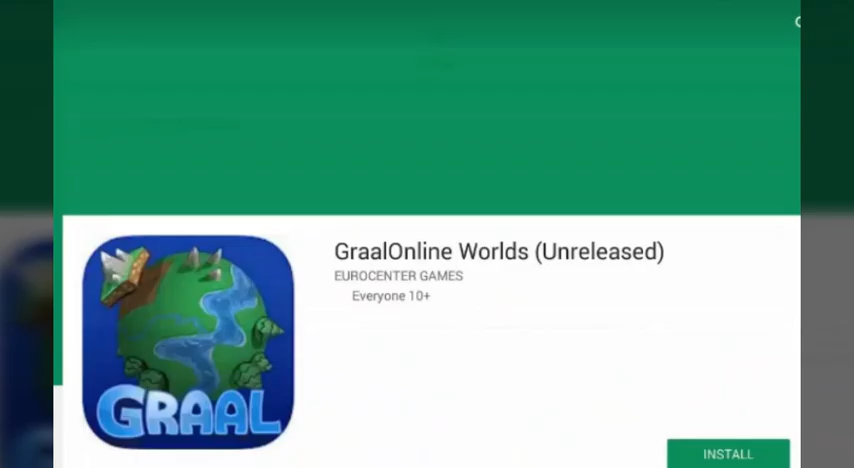 GraalOnline Worlds (Unreleased)
EUROCENTER GAMES
Everyone 10+
GRAAL
INSTALL